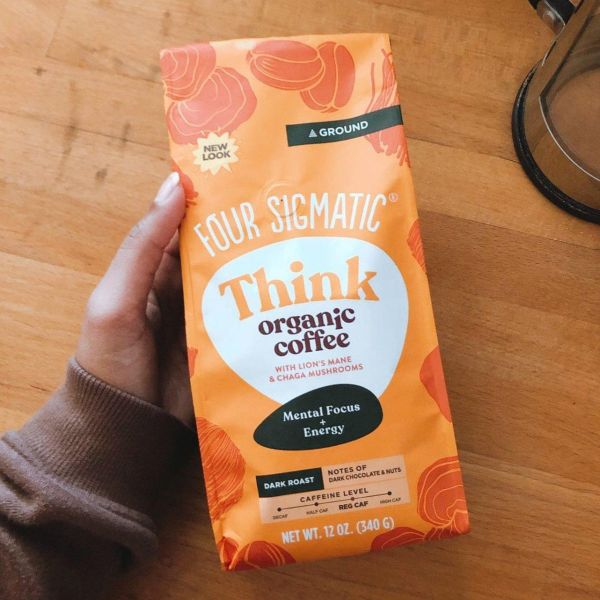 GROUND
NEW
LOOK
FOUR SIGMATIC®
Think
organic
coffee
WITH LION'S MANE
& CHAGA MUSHROOMS
Mental Focus
+
Energy
DARK ROAST
NOTES OF
DARK CHOCOLATE & NUTS
CAFFEINE LEVEL
DECAF HALF CAF REG CAF HIGH CAF
NET WT. 12 OZ. (340 G)